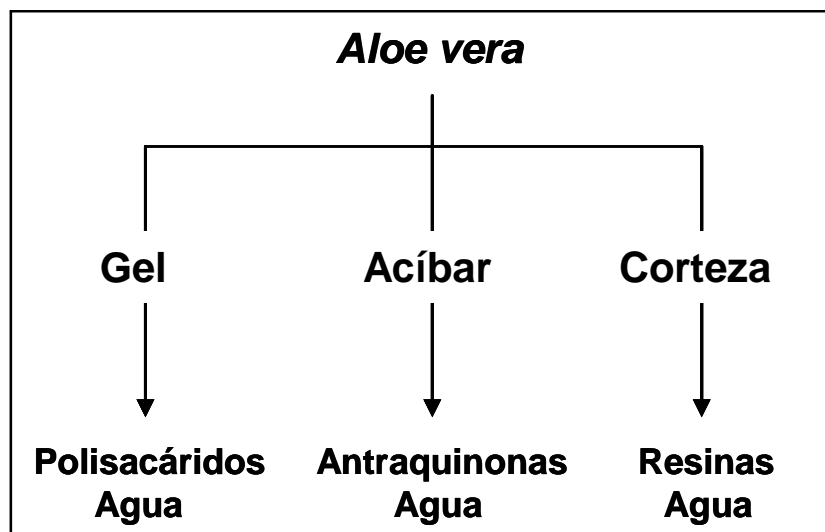 Aloe vera
Gel Acíbar Corteza
Polisacáridos Antraquinonas Resinas
Agua Agua Agua